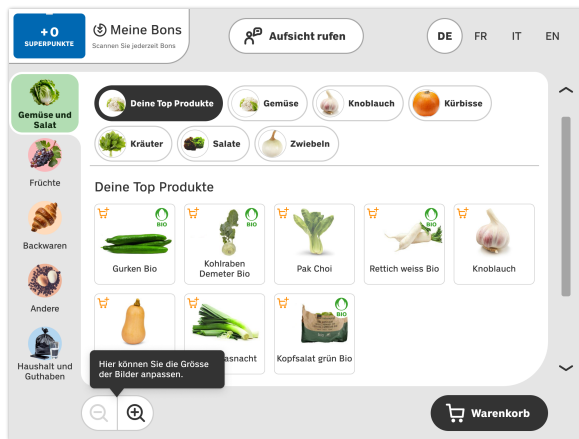 +0
SUPERPUNKTE
Meine Bons
Scannen Sie jederzeit Bons
Aufsicht rufen
DE FR IT EN
Gemüse und
Salat
Früchte
Backwaren
Andere
Haushalt und
Guthaben
Deine Top Produkte
Gemüse
Knoblauch
Kürbisse
Kräuter
Salate
Zwiebeln
Deine Top Produkte
BIO
Gurken Bio
BIO
Kohlraben
Demeter Bio
Pak Choi
BIO
Rettich weiss Bio
Knoblauch
asnacht
BIO
Kopfsalat grün Bio
Hier können Sie die Grösse
der Bilder anpassen.
Warenkorb